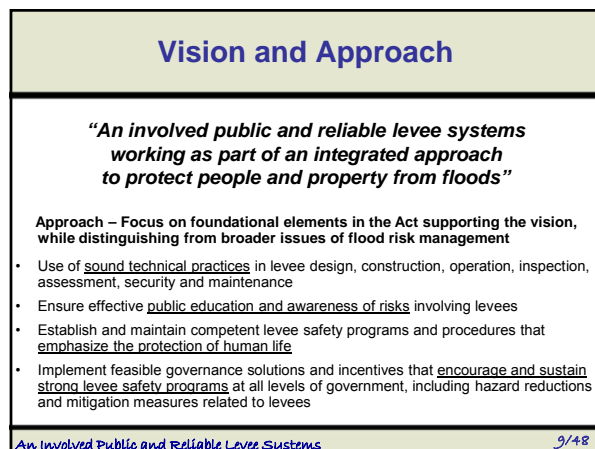 Vision and Approach
“An involved public and reliable levee systems
working as part of an integrated approach
to protect people and property from floods”
Approach – Focus on foundational elements in the Act supporting the vision,
while distinguishing from broader issues of flood risk management
• Use of sound technical practices in levee design, construction, operation, inspection,
assessment, security and maintenance
• Ensure effective public education and awareness of risks involving levees
• Establish and maintain competent levee safety programs and procedures that
emphasize the protection of human life
• Implement feasible governance solutions and incentives that encourage and sustain
strong levee safety programs at all levels of government, including hazard reductions
and mitigation measures related to levees
An Involved Public and Reliable Levee Systems
9/48